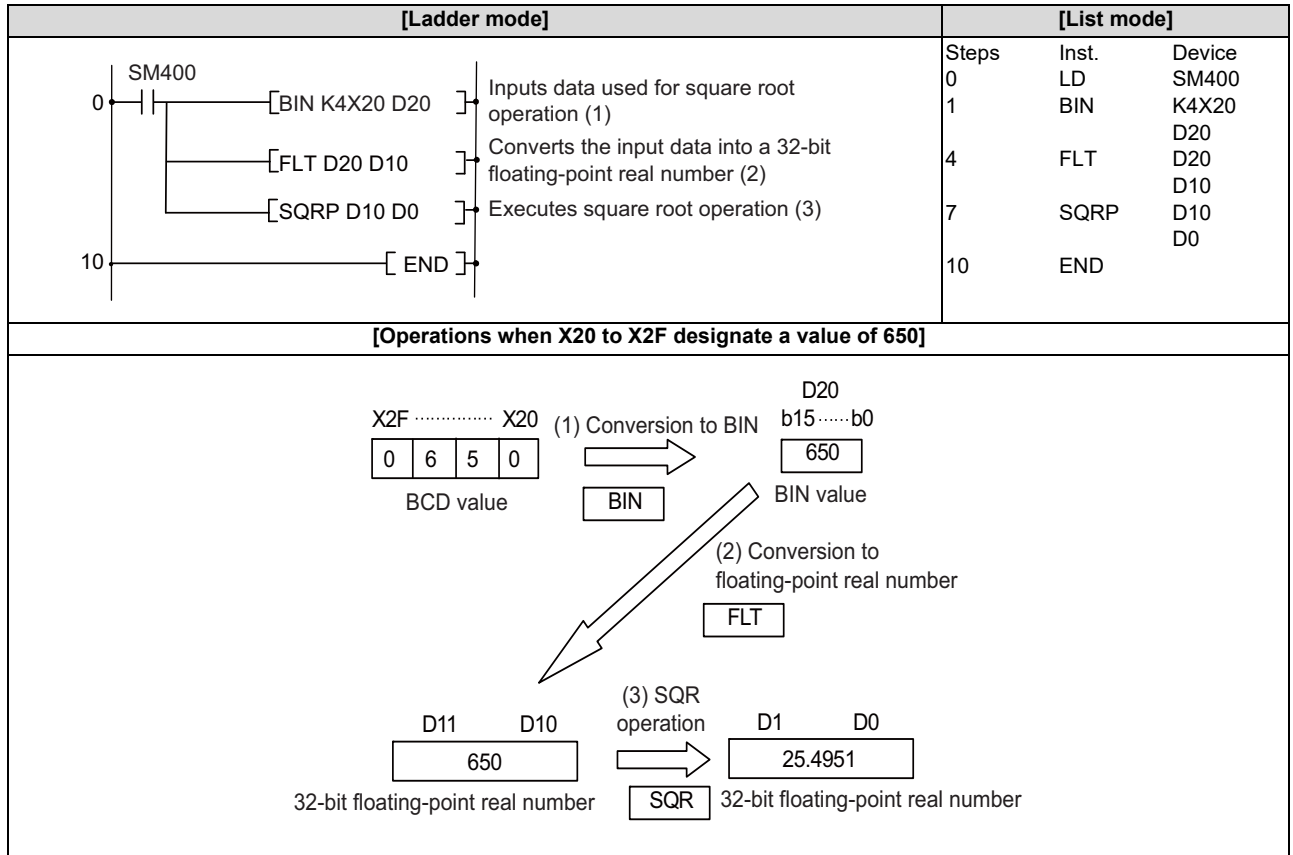 [Ladder mode]
[List mode]
SM400
0
BIN K4X20 D20
Inputs data used for square root
operation (1)
FLT D20 D10
Converts the input data into a 32-bit
floating-point real number (2)
SQRP D10 D0
Executes square root operation (3)
10
END
Steps Inst. Device
0 LD SM400
1 BIN K4X20
D20
4 FLT D20
D10
7 SQRP D10
D0
10 END
[Operations when X20 to X2F designate a value of 650]
X2F ·············· X20
0 6 5 0
BCD value
(1) Conversion to BIN
BIN
D20
b15 ······ b0
650
BIN value
(2) Conversion to
floating-point real number
FLT
D11 D10
650
32-bit floating-point real number
(3) SQR
operation
SQR
D1 D0
25.4951
32-bit floating-point real number